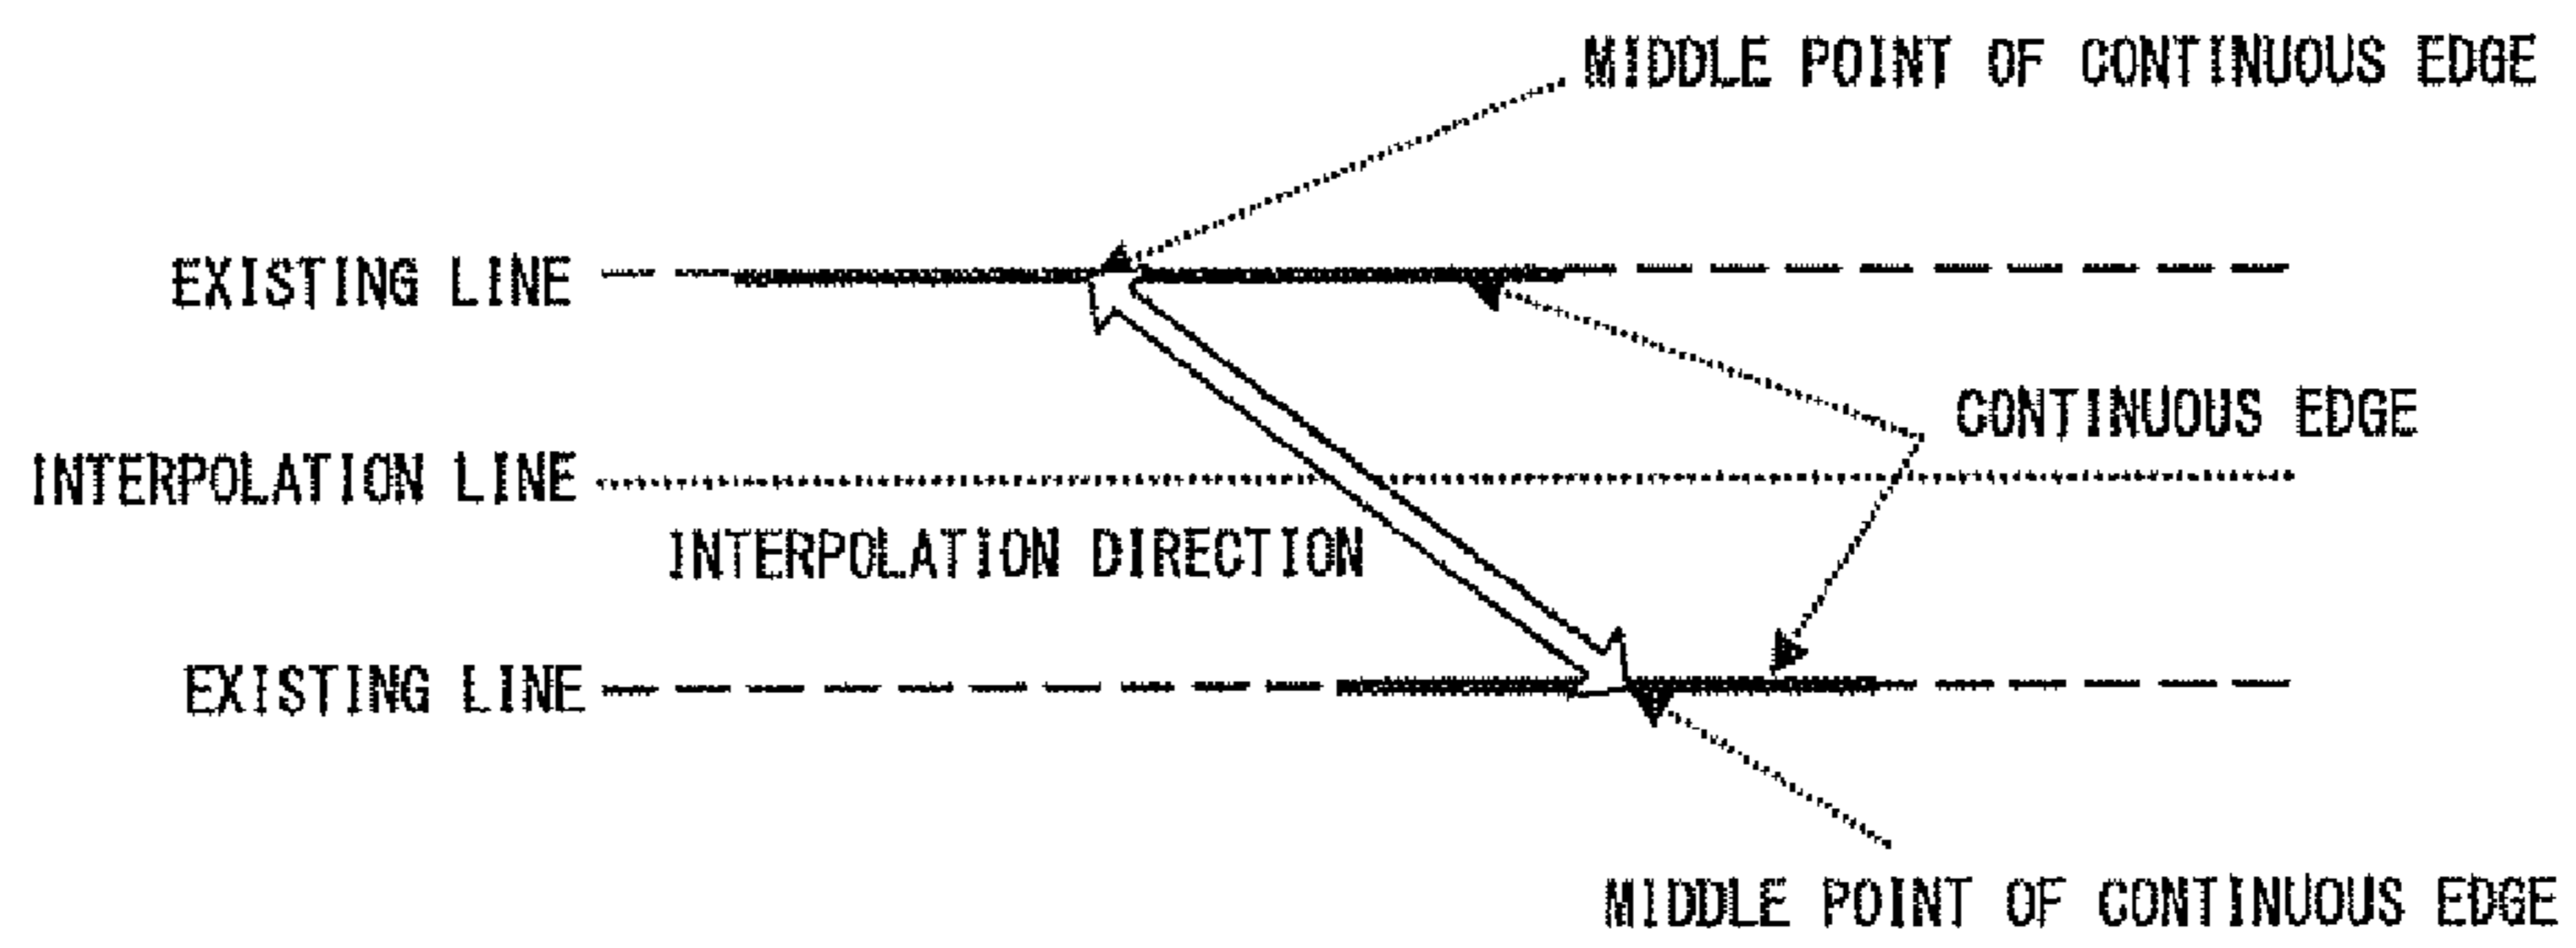 MIDDLE POINT OF CONTINUOUS EDGE
EXISTING LINE
CONTINUOUS EDGE
INTERPOLATION LINE
INTERPOLATION DIRECTION
EXISTING LINE
MIDDLE POINT OF CONTINUOUS EDGE